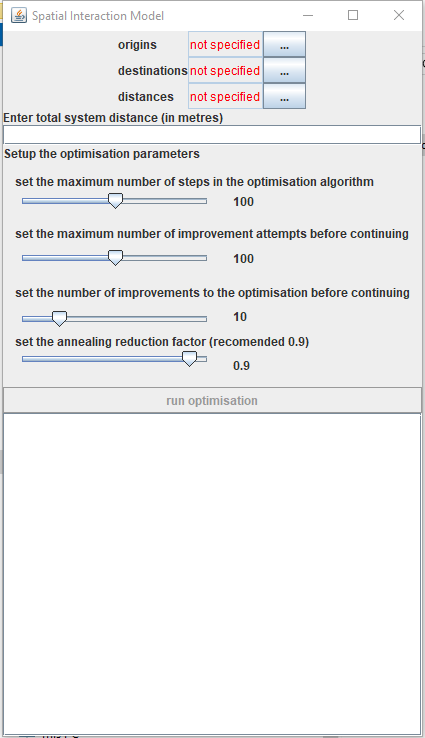 Spatial Interaction Model
origins not specified ...
destinations not specified ...
distances not specified ...
Enter total system distance (in metres)
Setup the optimisation parameters
set the maximum number of steps in the optimisation algorithm
100
set the maximum number of improvement attempts before continuing
100
set the number of improvements to the optimisation before continuing
10
set the annealing reduction factor (recomended 0.9)
0.9
run optimisation